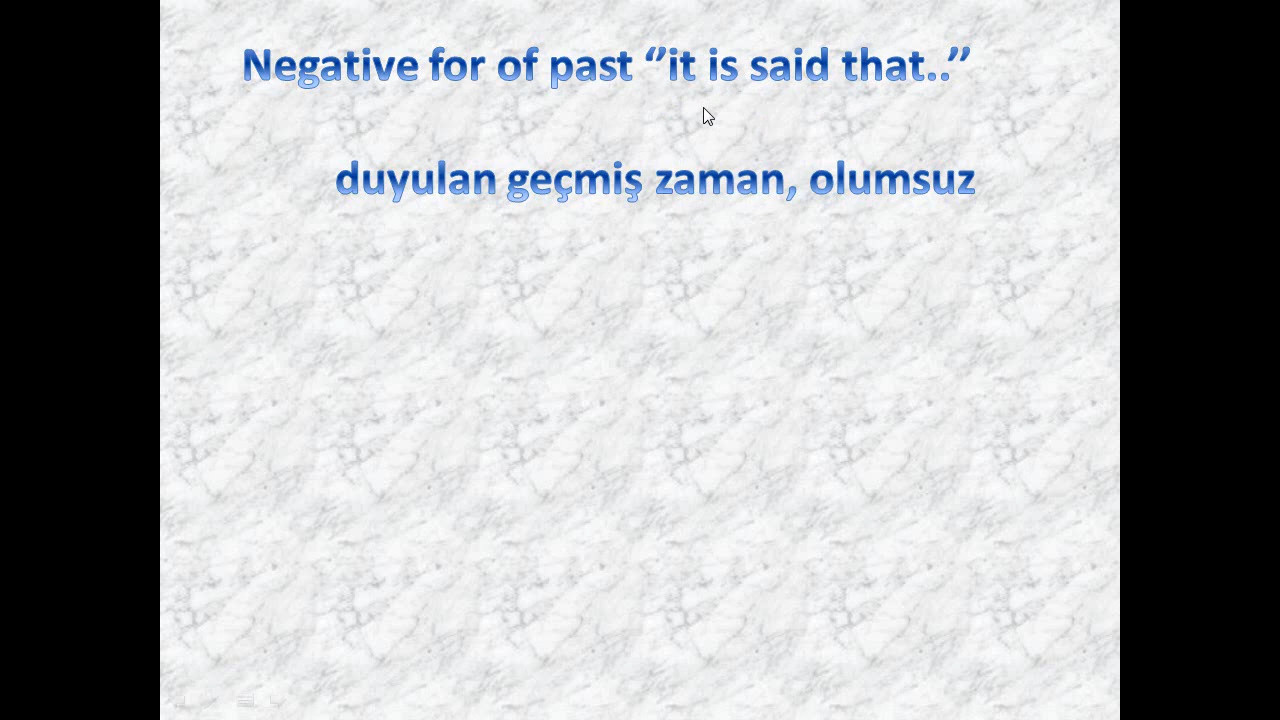 Negative for of past ‘’it is said that..’’
duyulan geçmiş zaman, olumsuz